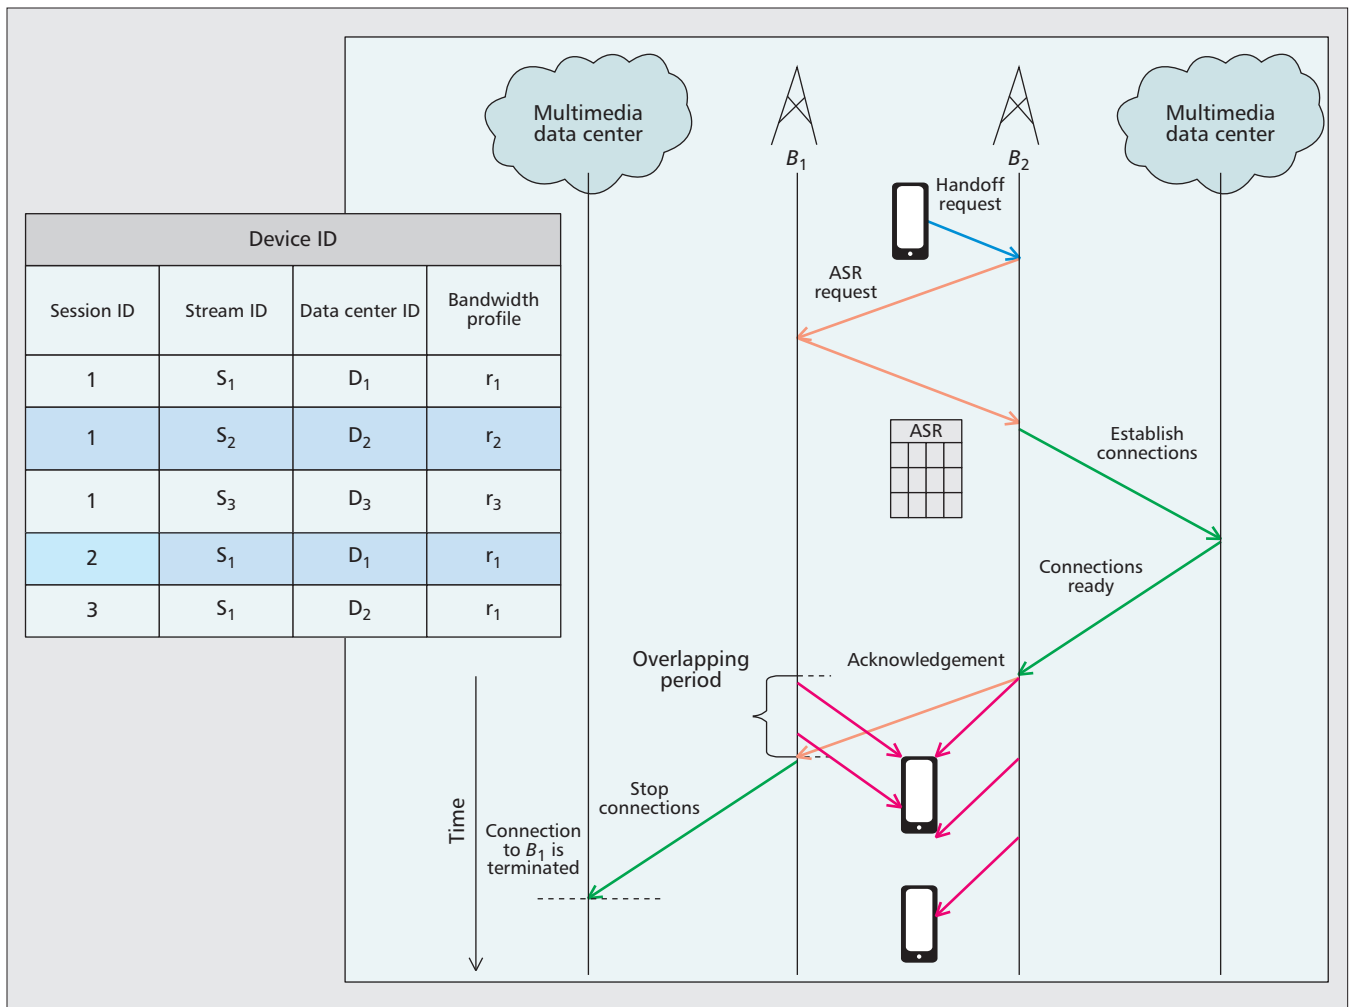 Multimedia
data center
B1
B2
Multimedia
data center
Handoff
request
ASR
request
Device ID
Session ID
Stream ID
Data center ID
Bandwidth
profile
1
S1
D1
r1
1
S2
D2
r2
1
S3
D3
r3
2
S1
D1
r1
3
S1
D2
r1
ASR
Establish
connections
Connections
ready
Overlapping
period
Acknowledgement
Stop
connections
Time
Connection
to B1 is
terminated